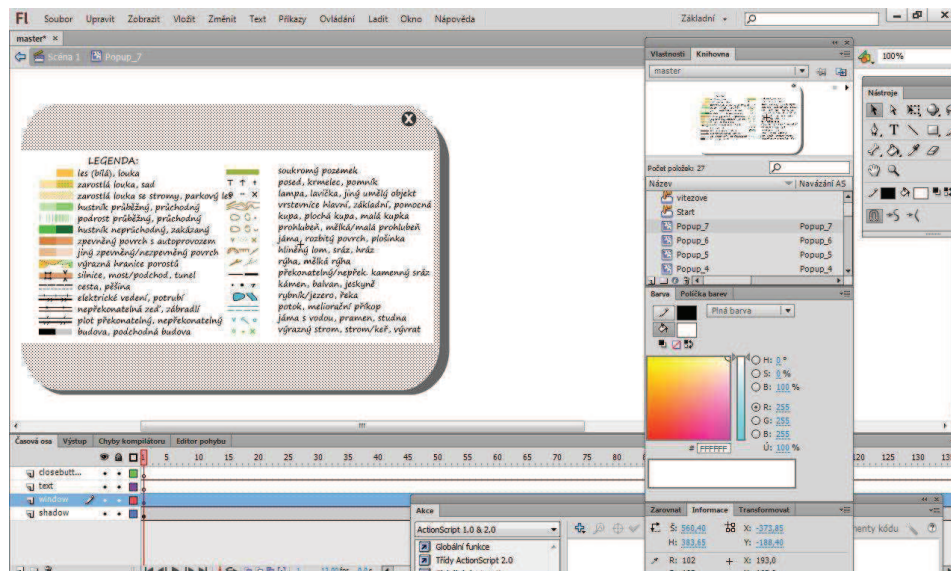 Fl Soubor Upravit Zobrazit Vložit Změnit Text Příkazy Ovládání Ladit Okno Nápověda Základní
master* ×
Scéna 1 Popup_7
100%
Vlastnosti Knihovna
master
Nástroje
Počet položek: 27
Název Navázání AS
vitezove
Start
Popup_7 Popup_7
Popup_6 Popup_6
Popup_5 Popup_5
Popup_4 Popup_4
LEGENDA:
les (bílá), louka
zarostlá louka, sad
zarostlá louka se stromy, parkový les
hustník průběžný, průchodný
podrost průběžný, průchodný
hustník neprůchodný, zakázaný
zpevněný povrch s autoprovozem
jiný zpevněný/nezpevněný povrch
výrazná hranice porostů
silnice, most/podchod, tunel
cesta, pěšina
elektrické vedení, potrubí
nepřekonatelná zeď, zábradlí
plot překonatelný, nepřekonatelný
budova, podchodná budova
soukromý pozemek
posed, krmelec, pomník
lampa, lavička, jiný umělý objekt
vrstevnice hlavní, základní, pomocná
kupa, plochá kupa, malá kupka
prohlubeň, mělká/malá prohlubeň
jáma, rozbitý povrch, plošinka
hliněný lom, sráz, hráz
rýha, mělká rýha
překonatelný/nepřek. kamenný sráz
kámen, balvan, jeskyně
rybník/jezero, řeka
potok, meliorační příkop
jáma s vodou, pramen, studna
výrazný strom, strom/keř, vývrat
Barva Políčka barev
Plná barva
H: 0 °
S: 0 %
B: 100 %
R: 255
G: 255
B: 255
# FFFFFF Ú: 100 %
Časová osa Výstup Chyby kompilátoru Editor pohybu
1 5 10 15 20 25 30 35 40 45 50 55 60 65 70 75 80 120 125 130
closebutt...
text
window
shadow
Akce
ActionScript 1.0 & 2.0
Globální funkce
Třídy ActionScript 2.0
Zarovnat Informace Transformovat
Š: 560,40 X: -373,85
H: 383,65 Y: -188,40
R: 102 X: 193,0
menty kódu